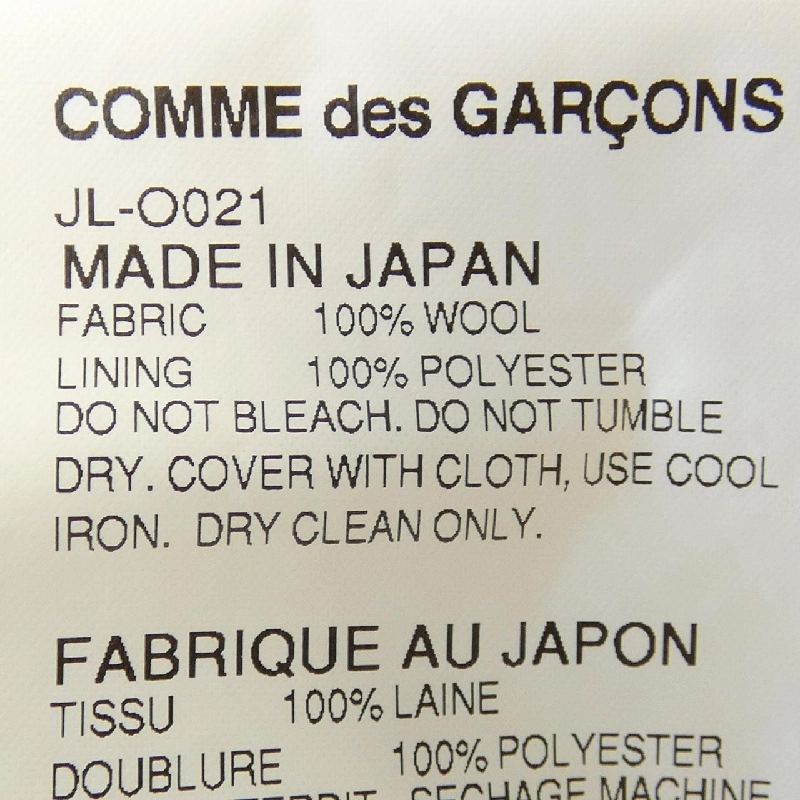 COMME des GARÇONS
JL-O021
MADE IN JAPAN
FABRIC 100% WOOL
LINING 100% POLYESTER
DO NOT BLEACH. DO NOT TUMBLE
DRY. COVER WITH CLOTH, USE COOL
IRON. DRY CLEAN ONLY.
FABRIQUE AU JAPON
TISSU 100% LAINE
DOUBLURE 100% POLYESTER
SECHAGE MACHINE